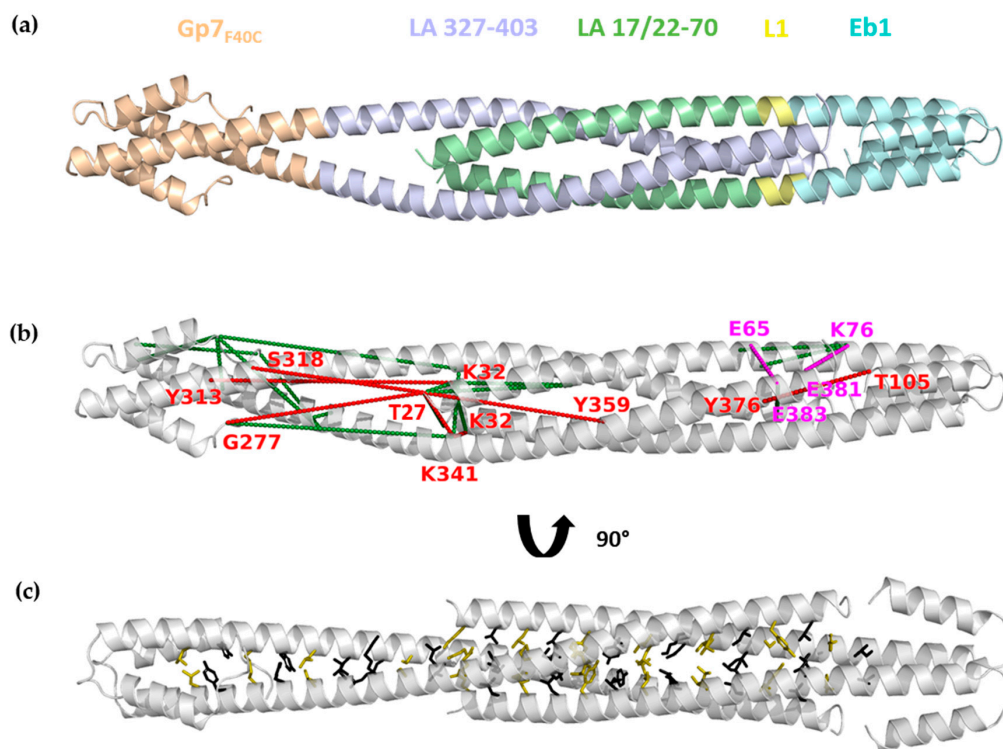 (a) Gp7F40C LA 327-403 LA 17/22-70 L1 Eb1
(b) E65 K76
S318 K32
Y313 T27 K32 Y359 Y376 E381 T105
G277 E383
K341
90°
(c)